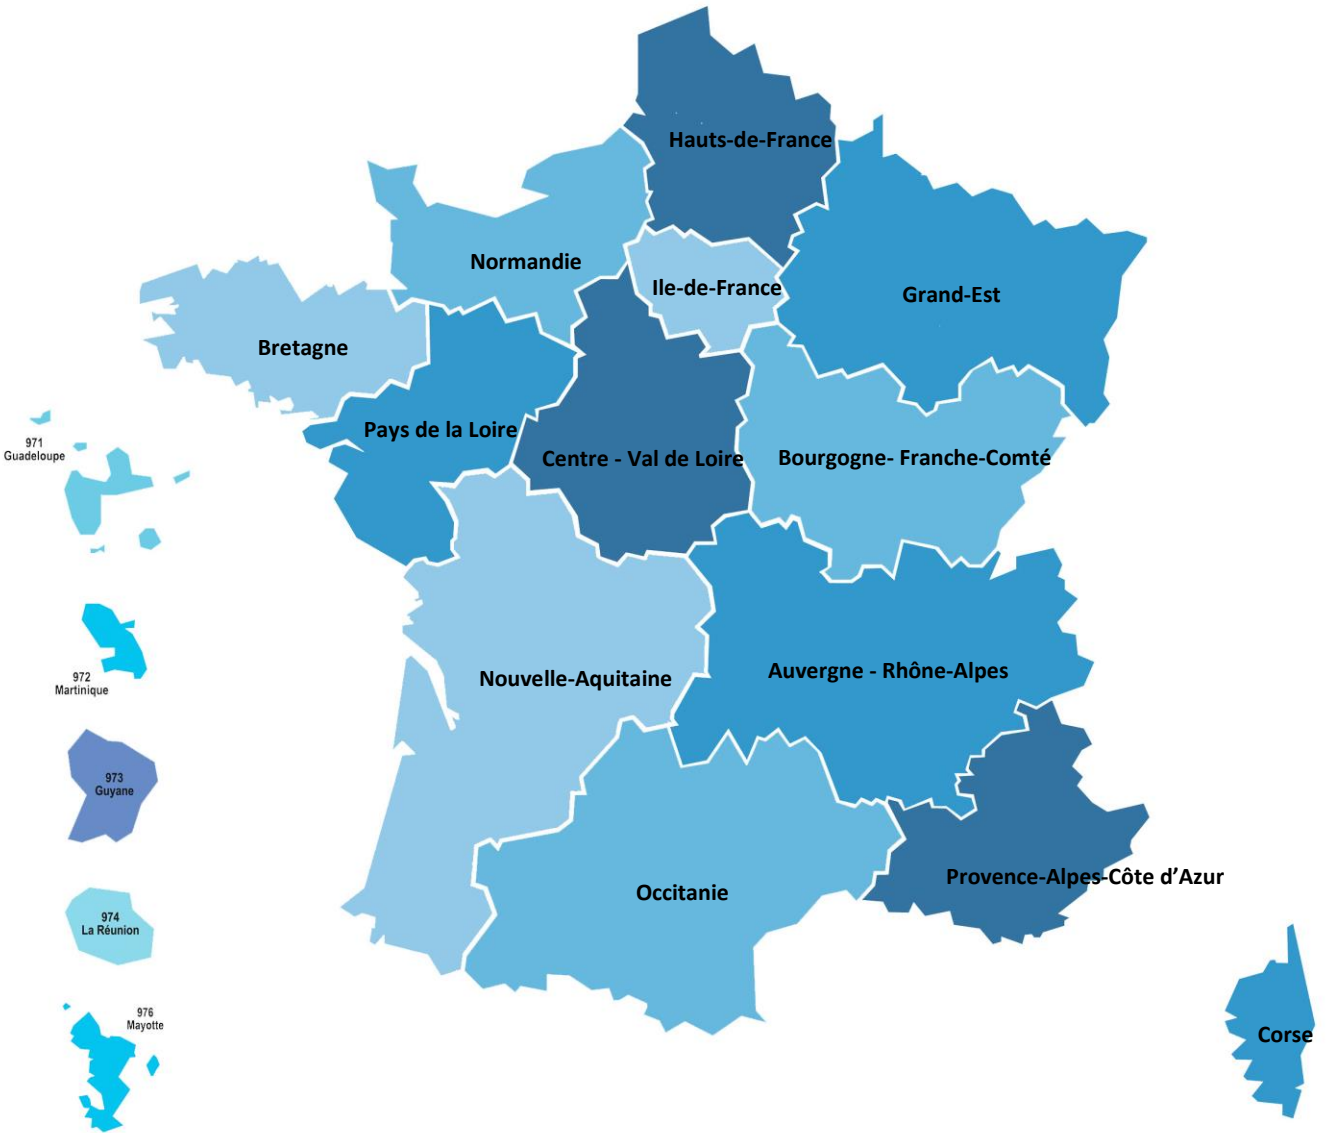 Hauts-de-France
Normandie
Ile-de-France
Grand-Est
Bretagne
Pays de la Loire
Centre - Val de Loire
Bourgogne- Franche-Comté
971
Guadeloupe
Nouvelle-Aquitaine
Auvergne - Rhône-Alpes
972
Martinique
973
Guyane
Occitanie
Provence-Alpes-Côte d’Azur
974
La Réunion
976
Mayotte
Corse